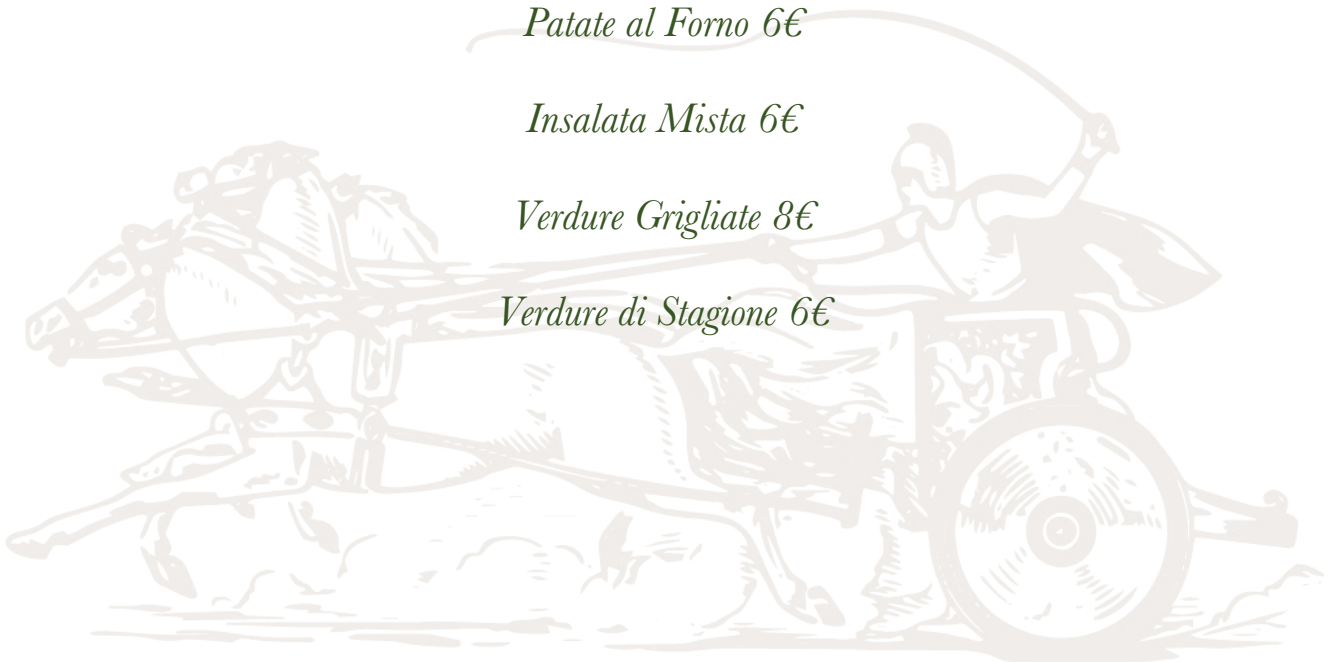 Patate al Forno 6€
Insalata Mista 6€
Verdure Grigliate 8€
Verdure di Stagione 6€